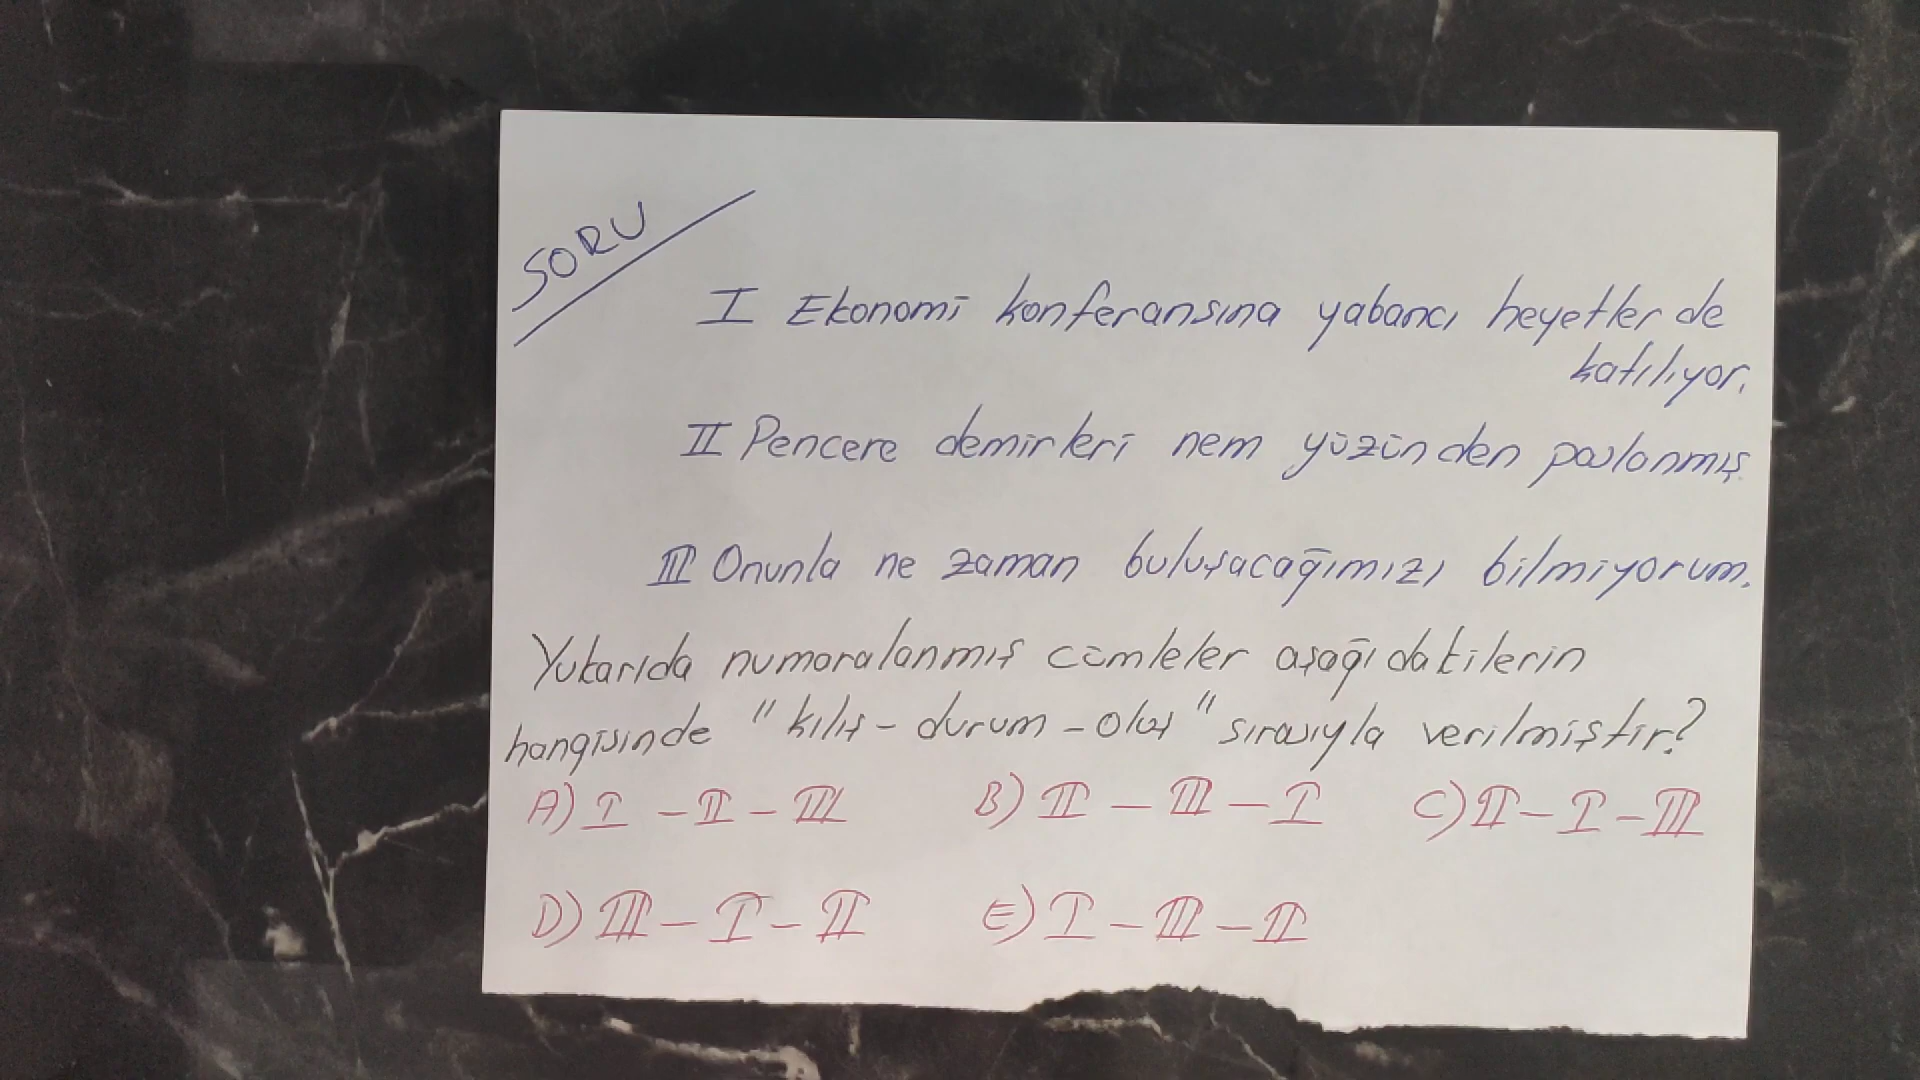 SORU
I Ekonomi konferansına yabancı heyetler de
katılıyor.
II Pencere demirleri nem yüzünden paslanmış.
III Onunla ne zaman buluşacağımızı bilmiyorum.
Yukarıda numaralanmış cümleler aşağıdakilerin
hangisinde "kılış - durum - oluş" sırasıyla verilmiştir?
A) I - II - III B) II - III - I C) II - I - III
D) III - I - II E) I - III - II